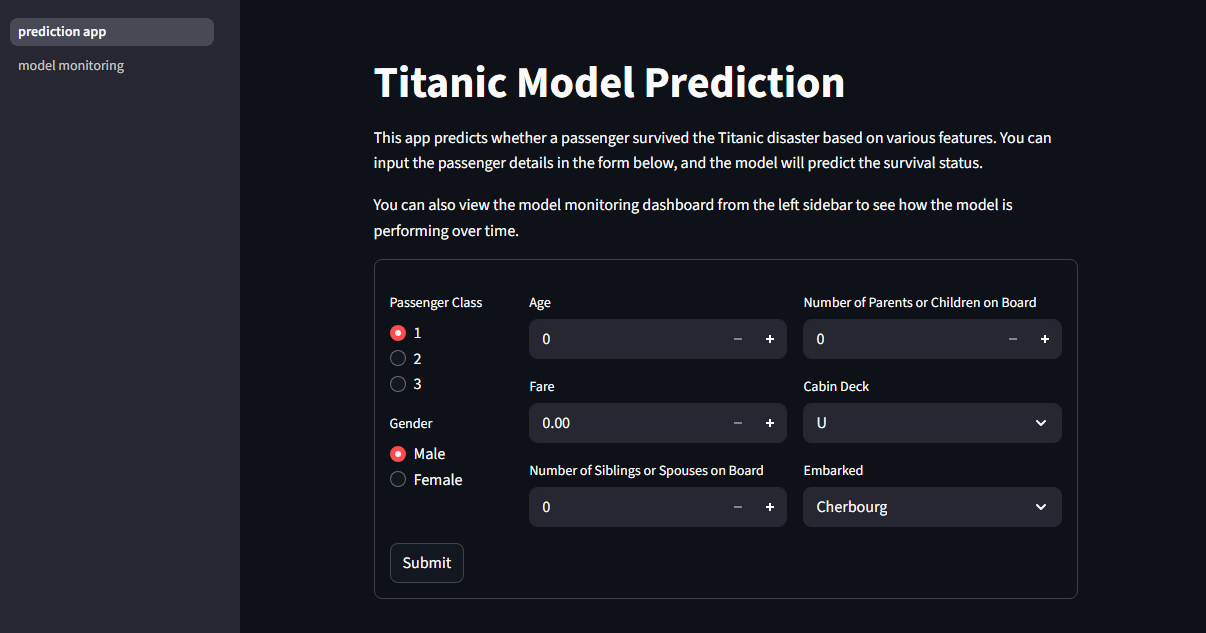 prediction app
model monitoring
Titanic Model Prediction
This app predicts whether a passenger survived the Titanic disaster based on various features. You can
input the passenger details in the form below, and the model will predict the survival status.
You can also view the model monitoring dashboard from the left sidebar to see how the model is
performing over time.
Passenger Class
1
2
3
Gender
Male
Female
Age
0
Fare
0.00
Number of Siblings or Spouses on Board
0
Number of Parents or Children on Board
0
Cabin Deck
U
Embarked
Cherbourg
Submit